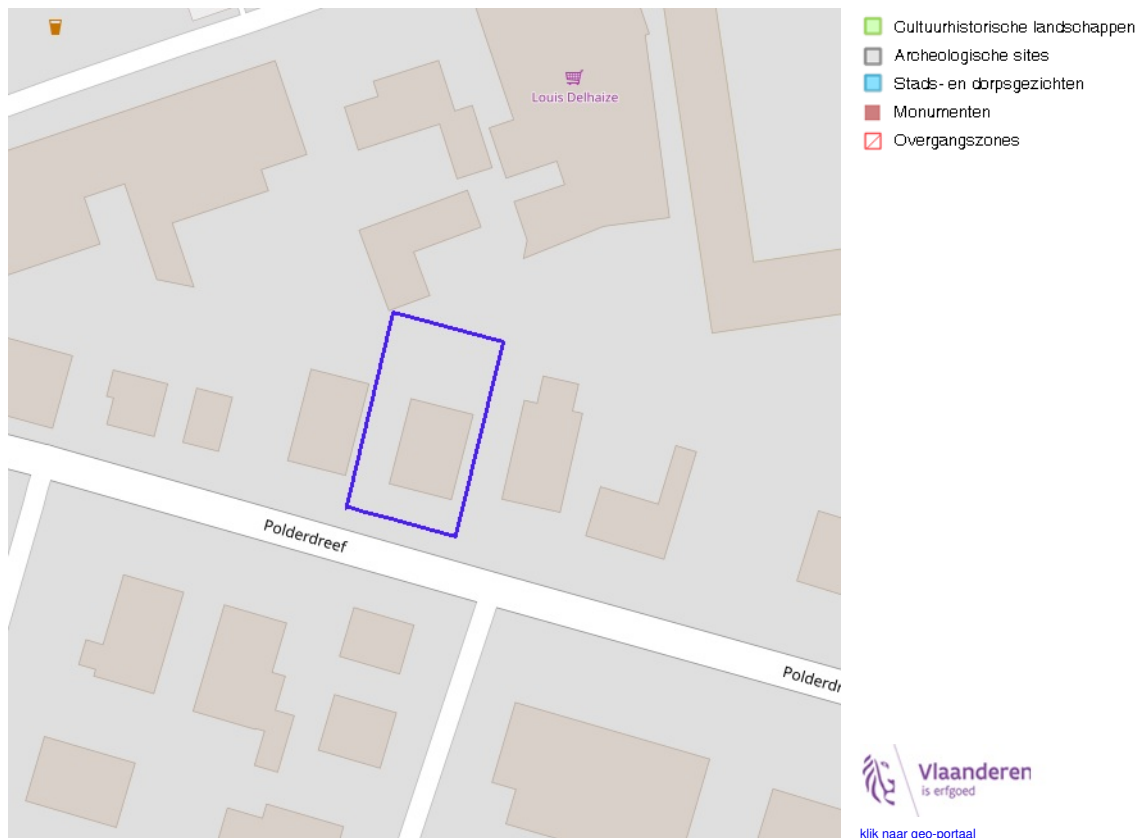 Louis Delhaize
Polderdreef
Polderdr
Cultuurhistorische landschappen
Archeologische sites
Stads- en dorpsgezichten
Monumenten
Overgangszones
Vlaanderen
is erfgoed
klik naar geo-portaal